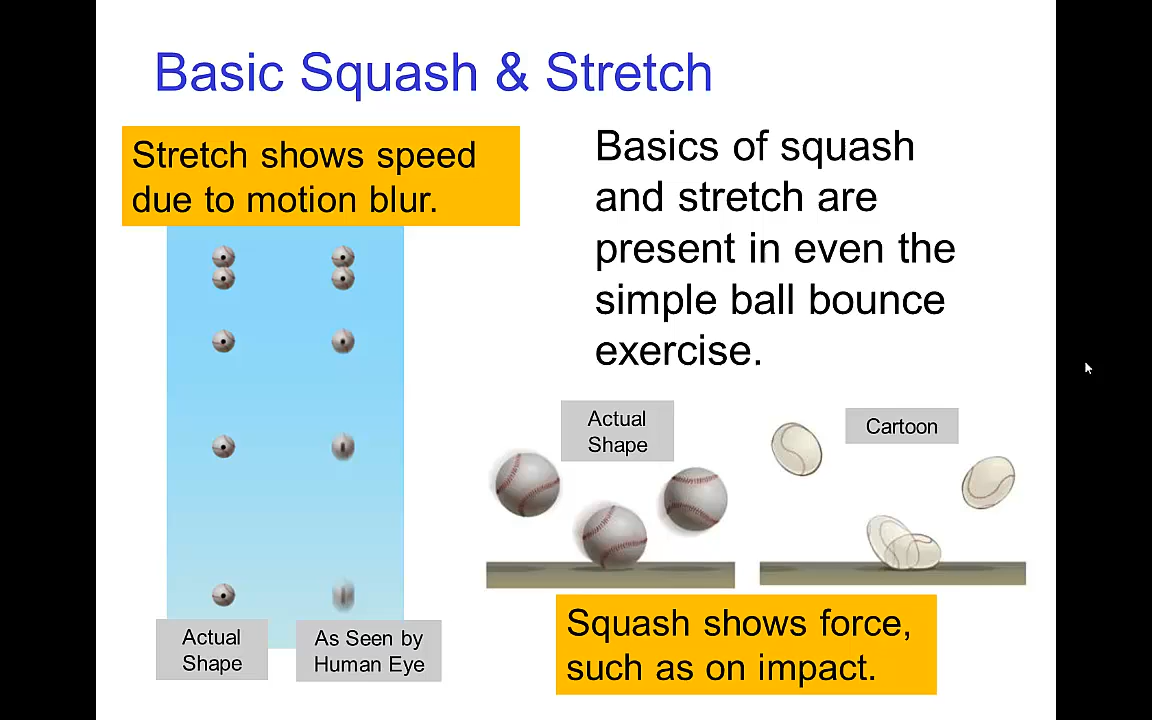 Basic Squash & Stretch
Stretch shows speed
due to motion blur.
Basics of squash
and stretch are
present in even the
simple ball bounce
exercise.
Actual
Shape
Cartoon
Actual
Shape
As Seen by
Human Eye
Squash shows force,
such as on impact.